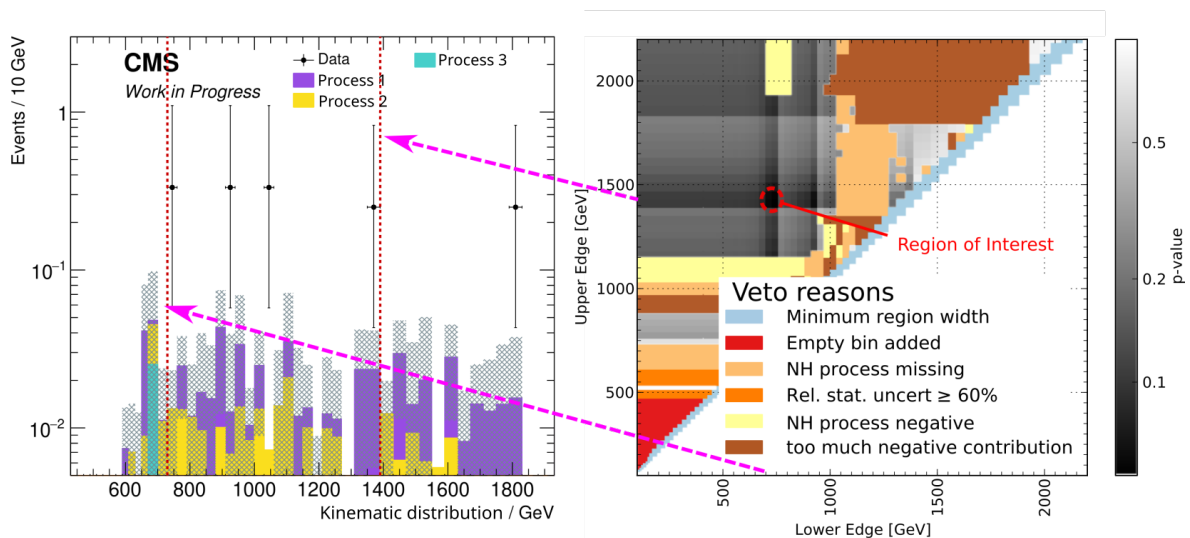 CMS
Work in Progress
Data
Process 1
Process 2
Process 3
Events / 10 GeV
1
10⁻¹
10⁻²
600 800 1000 1200 1400 1600 1800
Kinematic distribution / GeV
Upper Edge [GeV]
2000
1500
1000
500
Region of Interest
Veto reasons
Minimum region width
Empty bin added
NH process missing
Rel. stat. uncert ≥ 60%
NH process negative
too much negative contribution
500 1000 1500 2000
Lower Edge [GeV]
0.5
0.2
0.1
p-value